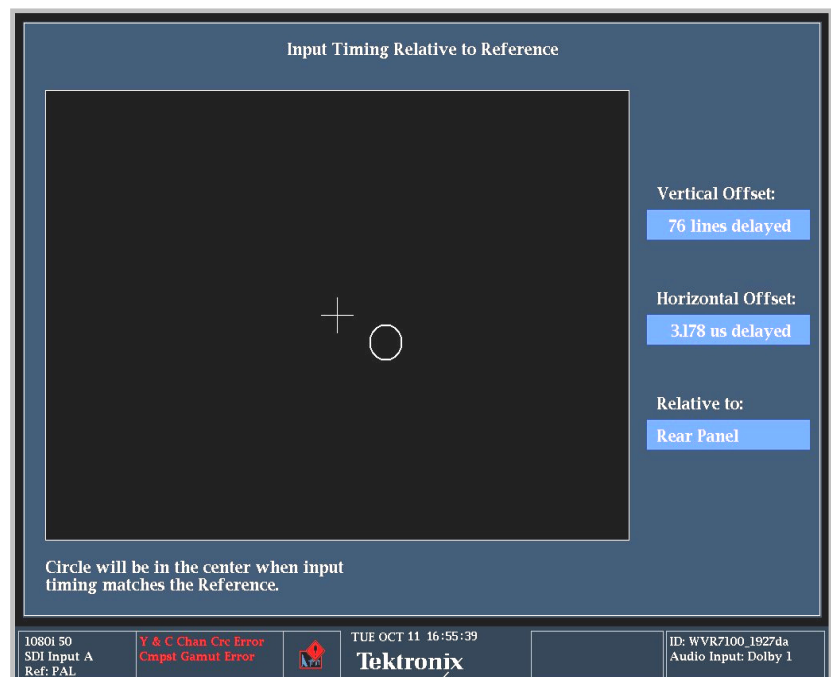 Input Timing Relative to Reference
Vertical Offset:
76 lines delayed
Horizontal Offset:
3.178 us delayed
Relative to:
Rear Panel
Circle will be in the center when input
timing matches the Reference.
1080i 50
SDI Input A
Ref: PAL
Y & C Chan Crc Error
Cmpst Gamut Error
TUE OCT 11 16:55:39
Tektronix
ID: WVR7100_1927da
Audio Input: Dolby 1